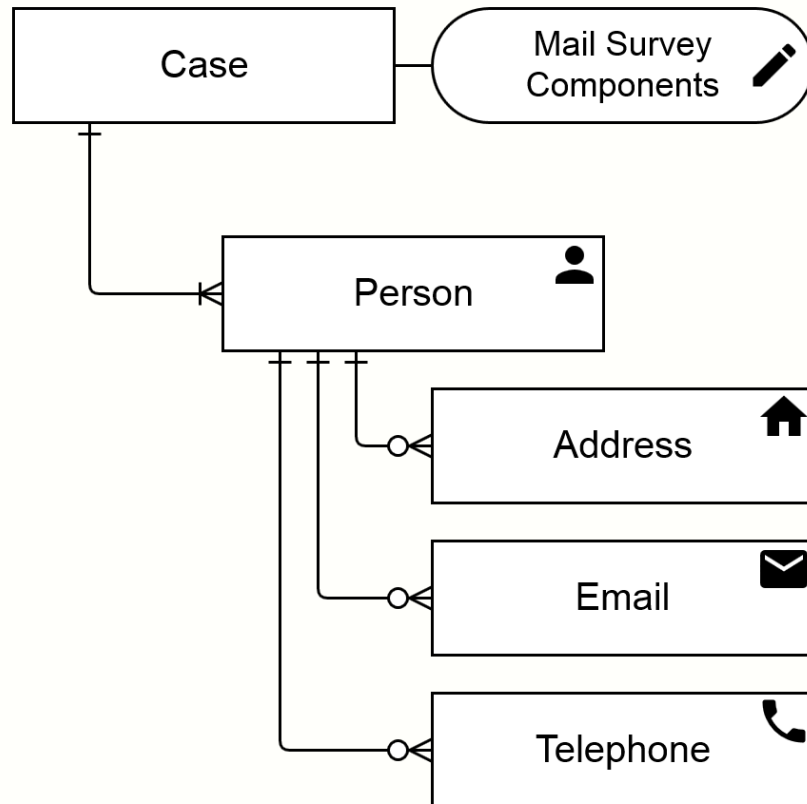 Case
Mail Survey
Components
Person
Address
Email
Telephone